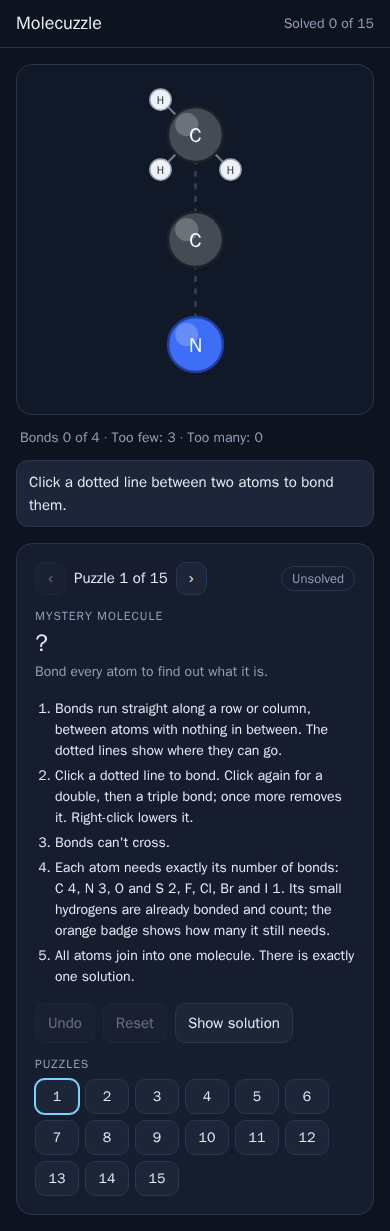 Molecuzzle
Solved 0 of 15
H
C
H
H
C
N
Bonds 0 of 4 · Too few: 3 · Too many: 0
Click a dotted line between two atoms to bond
them.
‹
Puzzle 1 of 15
›
Unsolved
MYSTERY MOLECULE
?
Bond every atom to find out what it is.
1. Bonds run straight along a row or column,
between atoms with nothing in between. The
dotted lines show where they can go.
2. Click a dotted line to bond. Click again for a
double, then a triple bond; once more removes
it. Right-click lowers it.
3. Bonds can't cross.
4. Each atom needs exactly its number of bonds:
C 4, N 3, O and S 2, F, Cl, Br and I 1. Its small
hydrogens are already bonded and count; the
orange badge shows how many it still needs.
5. All atoms join into one molecule. There is exactly
one solution.
Undo
Reset
Show solution
PUZZLES
1 2 3 4 5 6
7 8 9 10 11 12
13 14 15